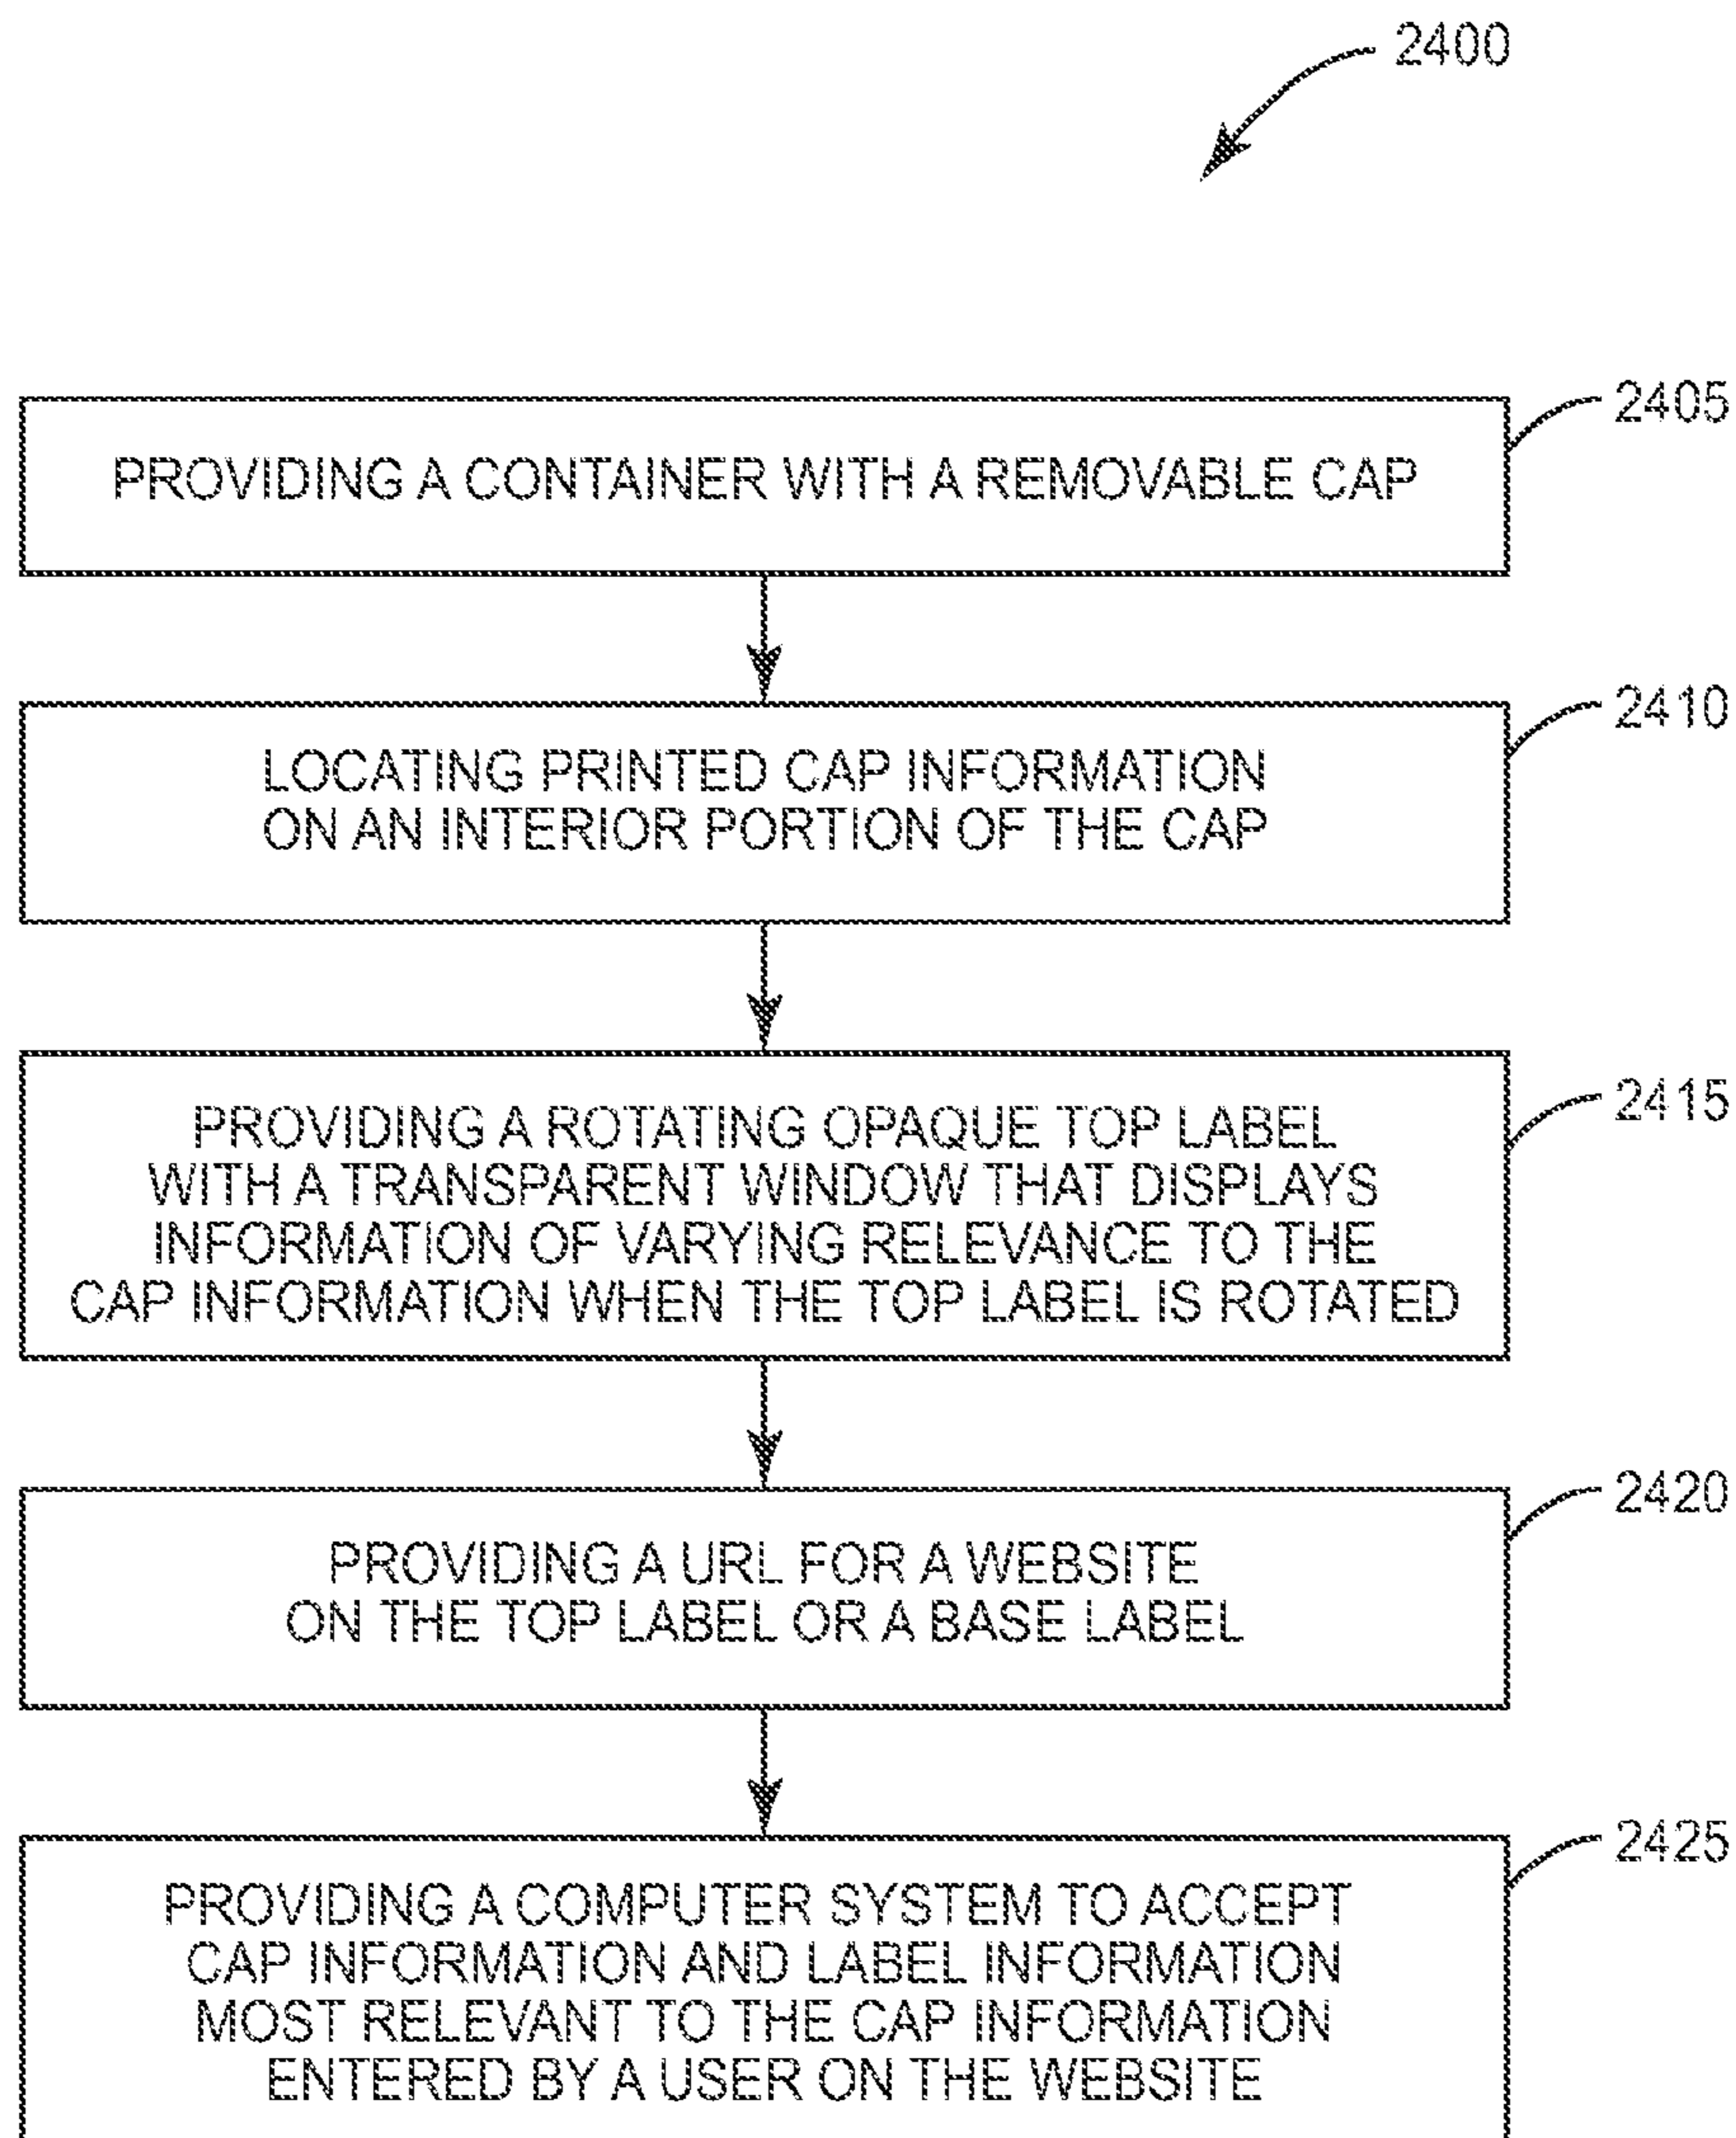 2400
2405
PROVIDING A CONTAINER WITH A REMOVABLE CAP
2410
LOCATING PRINTED CAP INFORMATION
ON AN INTERIOR PORTION OF THE CAP
2415
PROVIDING A ROTATING OPAQUE TOP LABEL
WITH A TRANSPARENT WINDOW THAT DISPLAYS
INFORMATION OF VARYING RELEVANCE TO THE
CAP INFORMATION WHEN THE TOP LABEL IS ROTATED
2420
PROVIDING A URL FOR A WEBSITE
ON THE TOP LABEL OR A BASE LABEL
2425
PROVIDING A COMPUTER SYSTEM TO ACCEPT
CAP INFORMATION AND LABEL INFORMATION
MOST RELEVANT TO THE CAP INFORMATION
ENTERED BY A USER ON THE WEBSITE